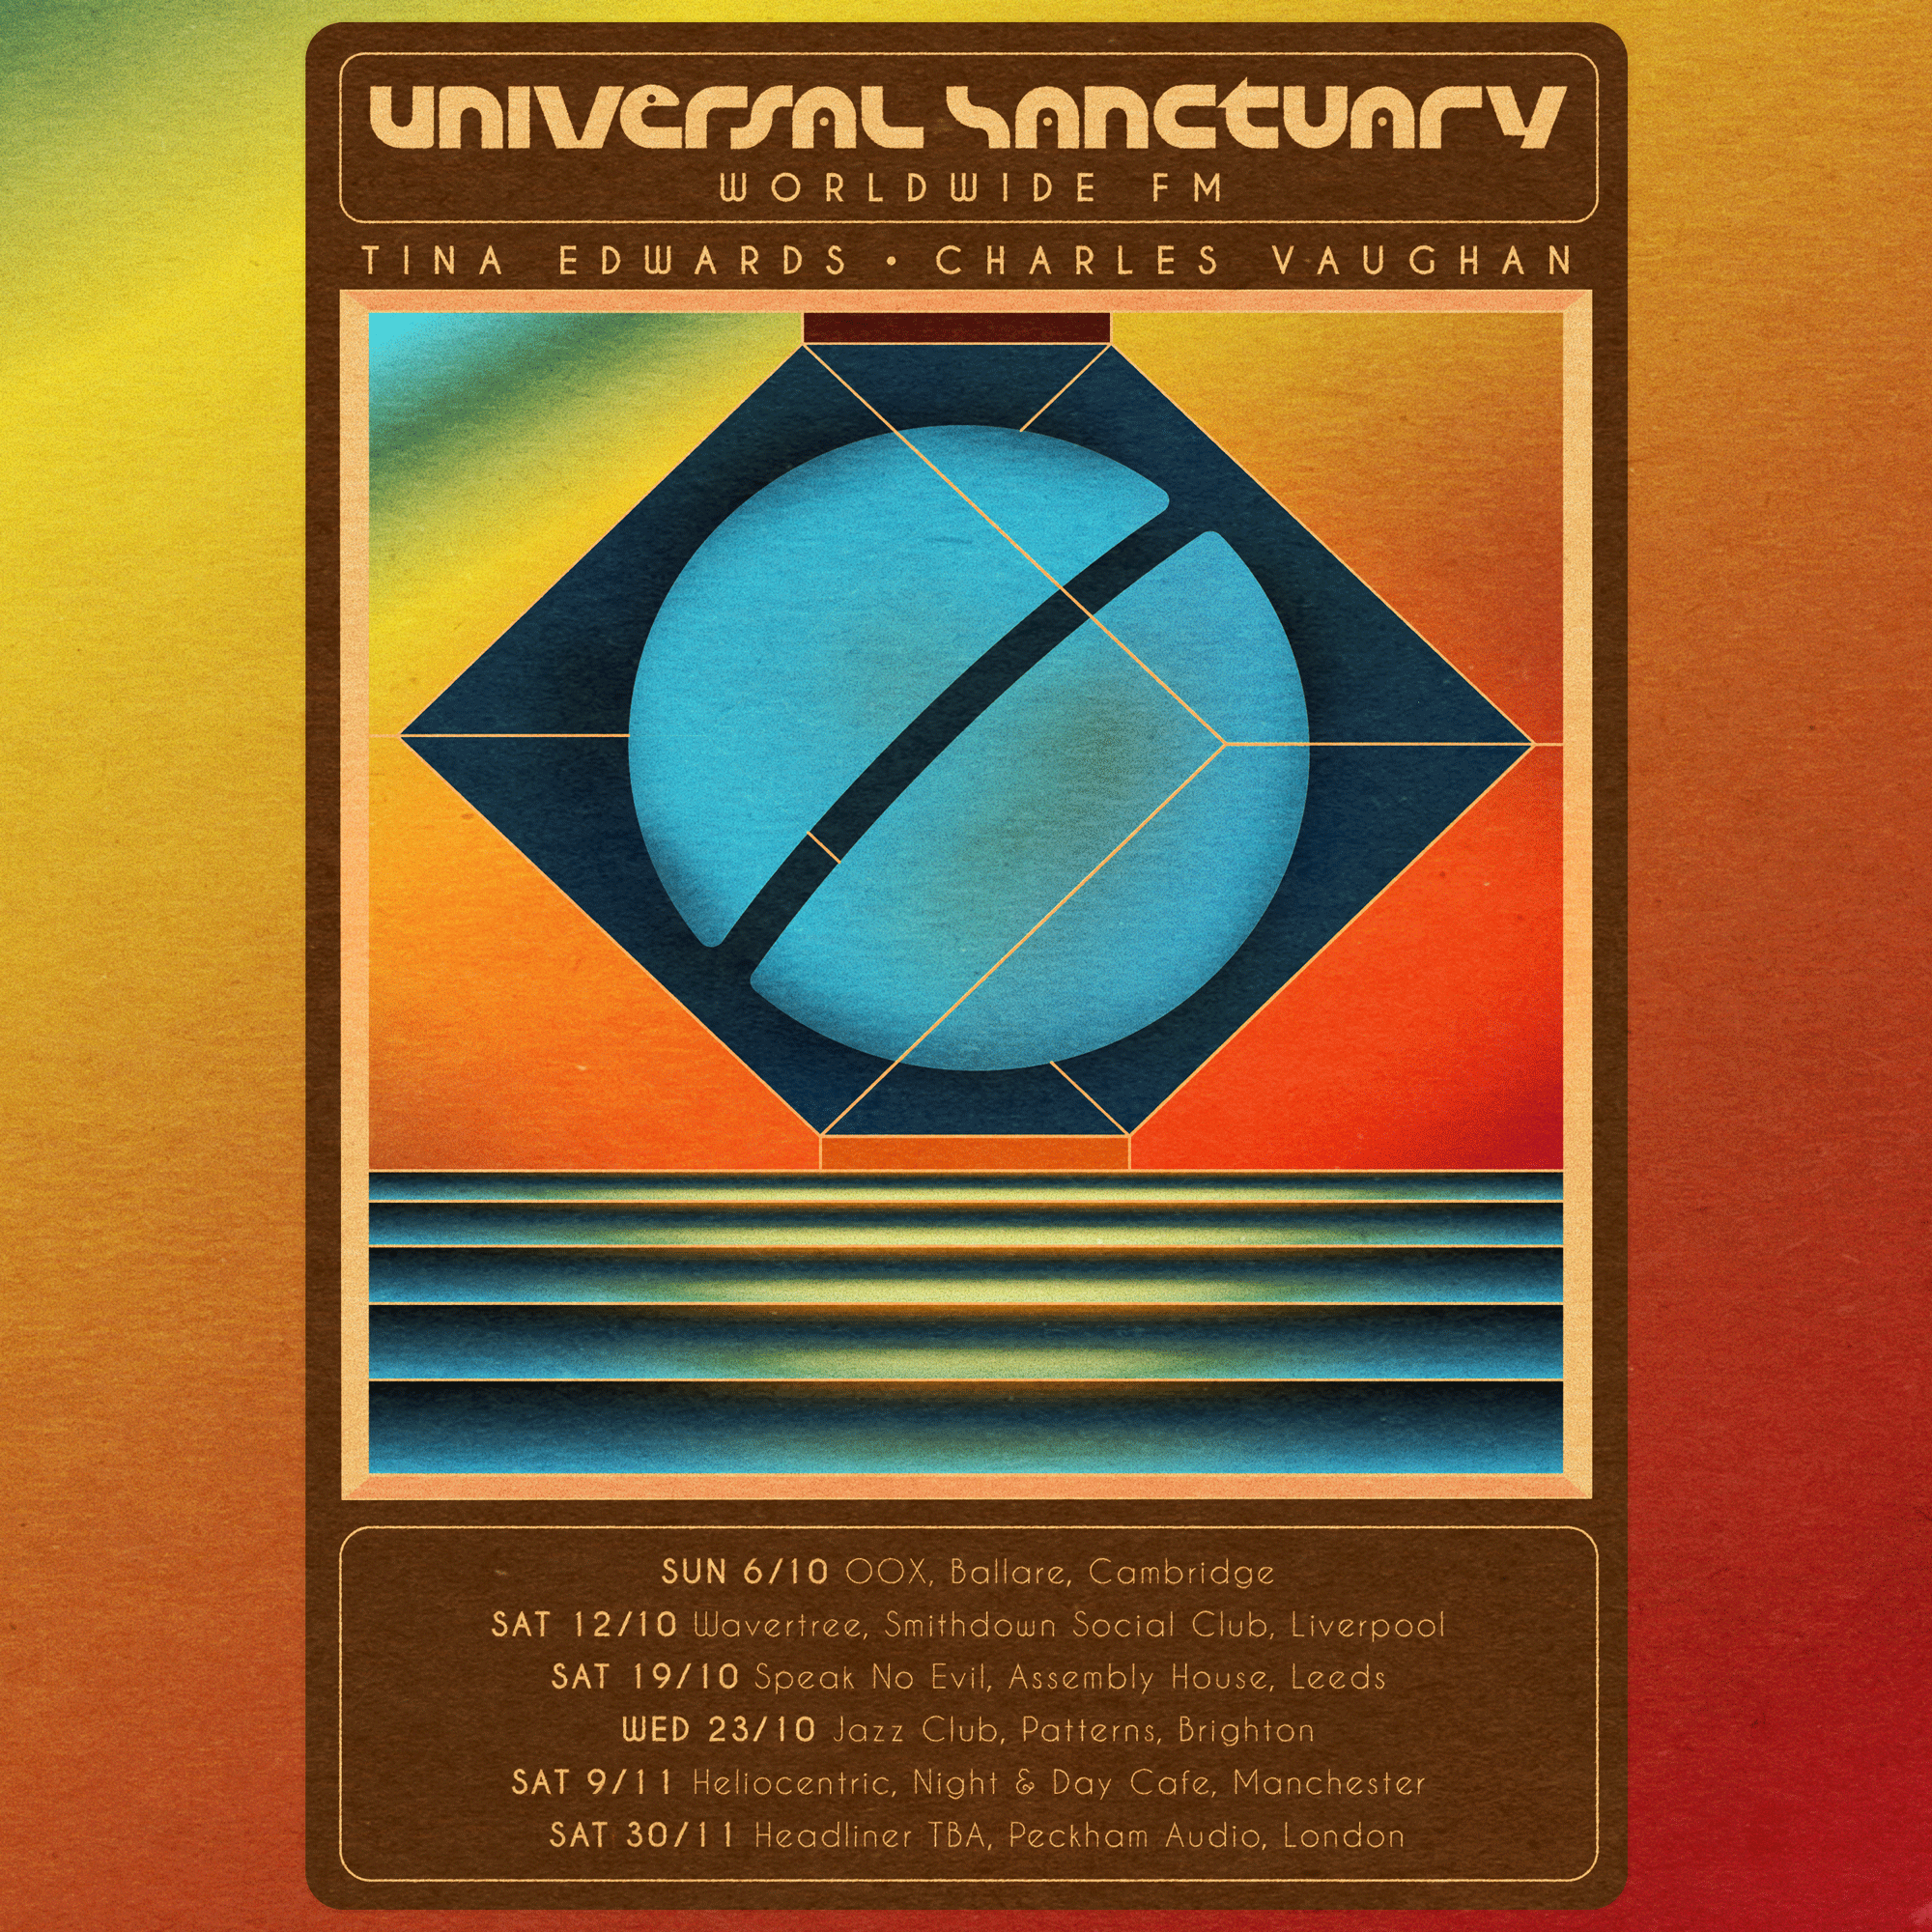 UNIVERSAL SANCTUARY
WORLDWIDE FM
TINA EDWARDS • CHARLES VAUGHAN
SUN 6/10 OOX, Ballare, Cambridge
SAT 12/10 Wavertree, Smithdown Social Club, Liverpool
SAT 19/10 Speak No Evil, Assembly House, Leeds
WED 23/10 Jazz Club, Patterns, Brighton
SAT 9/11 Heliocentric, Night & Day Cafe, Manchester
SAT 30/11 Headliner TBA, Peckham Audio, London